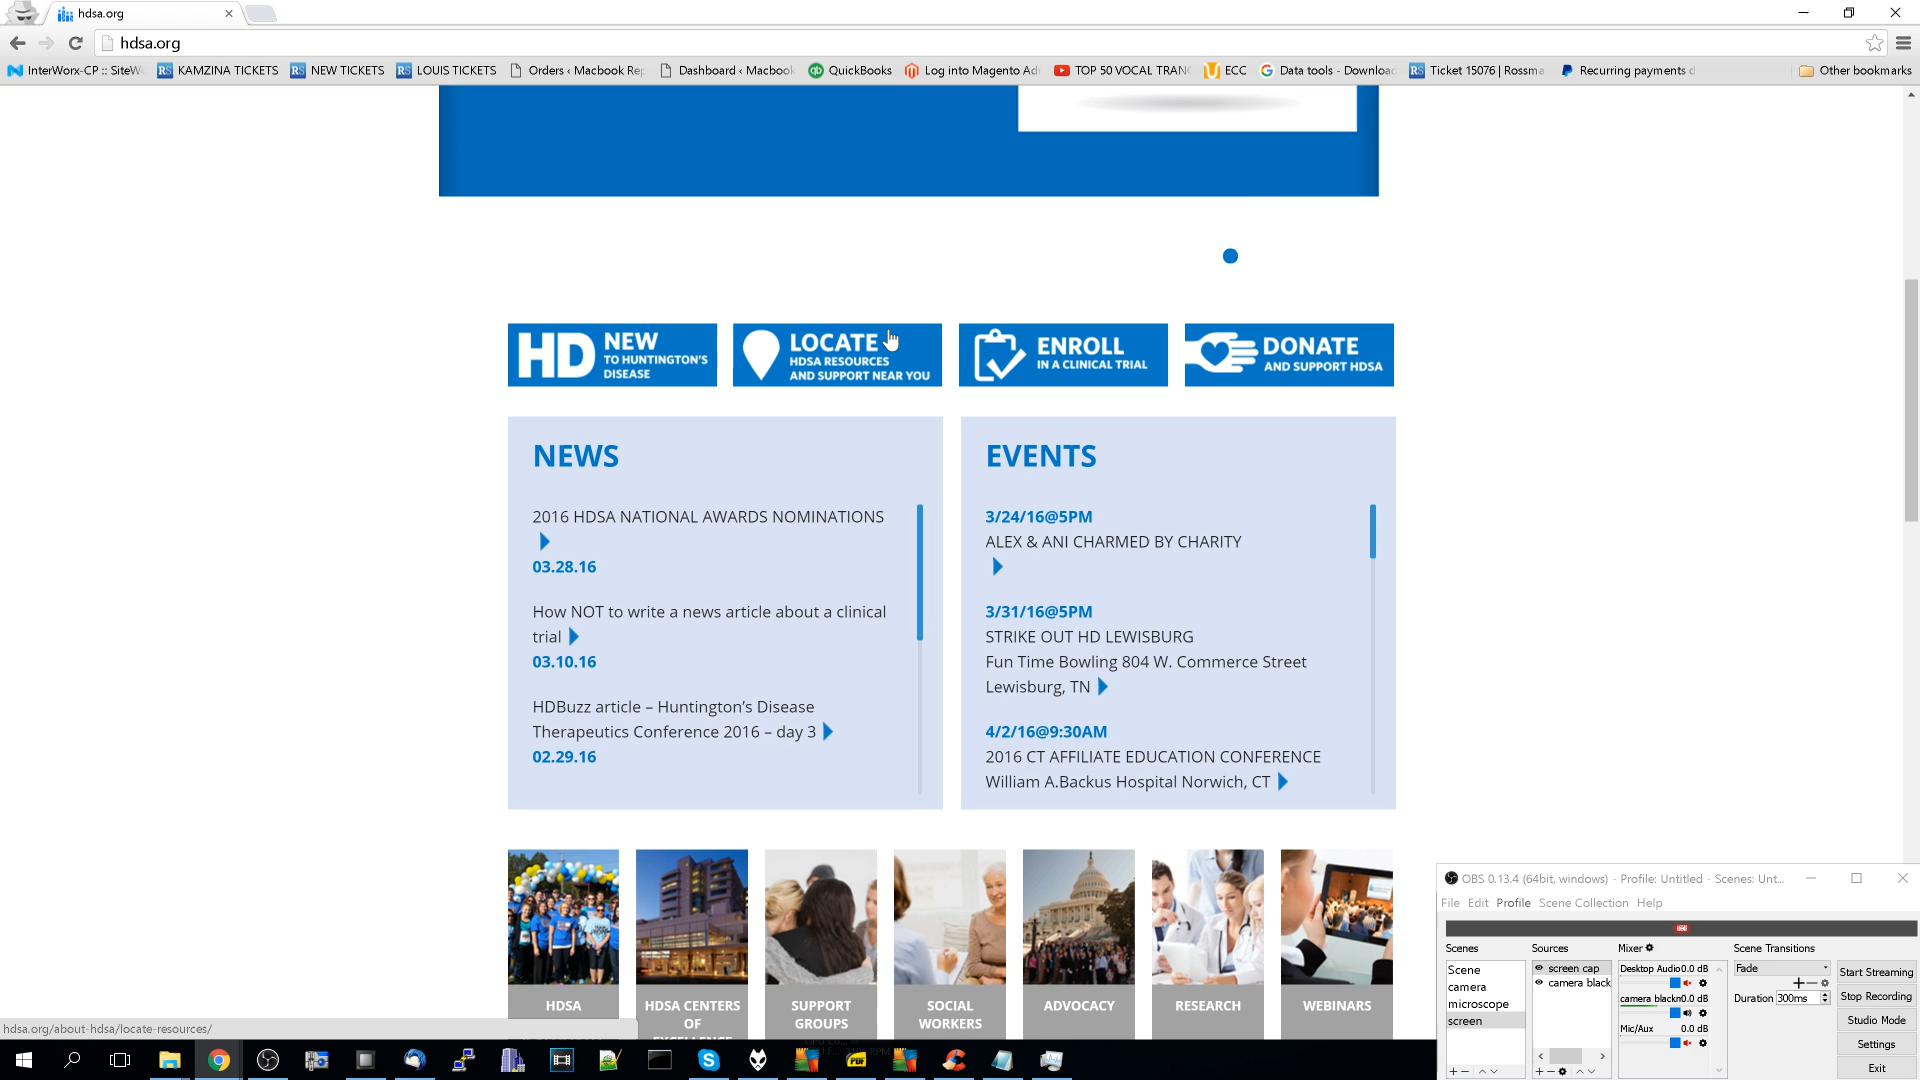 hdsa.org
hdsa.org
InterWorx-CP :: SiteW
KAMZINA TICKETS
NEW TICKETS
LOUIS TICKETS
Orders ‹ Macbook Rep
Dashboard ‹ Macbook
QuickBooks
Log into Magento Ad
TOP 50 VOCAL TRAN
ECC
Data tools - Downloa
Ticket 15076 | Rossma
Recurring payments d
Other bookmarks
HD NEW
TO HUNTINGTON'S
DISEASE
LOCATE
HDSA RESOURCES
AND SUPPORT NEAR YOU
ENROLL
IN A CLINICAL TRIAL
DONATE
AND SUPPORT HDSA
NEWS
2016 HDSA NATIONAL AWARDS NOMINATIONS
03.28.16
How NOT to write a news article about a clinical
trial
03.10.16
HDBuzz article – Huntington's Disease
Therapeutics Conference 2016 – day 3
02.29.16
EVENTS
3/24/16@5PM
ALEX & ANI CHARMED BY CHARITY
3/31/16@5PM
STRIKE OUT HD LEWISBURG
Fun Time Bowling 804 W. Commerce Street
Lewisburg, TN
4/2/16@9:30AM
2016 CT AFFILIATE EDUCATION CONFERENCE
William A.Backus Hospital Norwich, CT
HDSA
HDSA CENTERS
OF
SUPPORT
GROUPS
SOCIAL
WORKERS
ADVOCACY
RESEARCH
WEBINARS
hdsa.org/about-hdsa/locate-resources/
OBS 0.13.4 (64bit, windows) - Profile: Untitled - Scenes: Unt...
File Edit Profile Scene Collection Help
Scenes
Scene
camera
microscope
screen
Sources
screen cap
camera black
Mixer
Desktop Audio 0.0 dB
camera blackn 0.0 dB
Mic/Aux 0.0 dB
Scene Transitions
Fade
Duration 300ms
Start Streaming
Stop Recording
Studio Mode
Settings
Exit